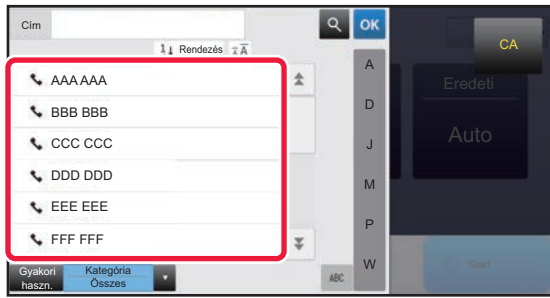 Cím
OK
CA
Rendezés
AAA AAA
BBB BBB
CCC CCC
DDD DDD
EEE EEE
FFF FFF
A
D
J
M
P
W
Eredeti
Auto
Start
Gyakori
haszn.
Kategória
Összes
ABC